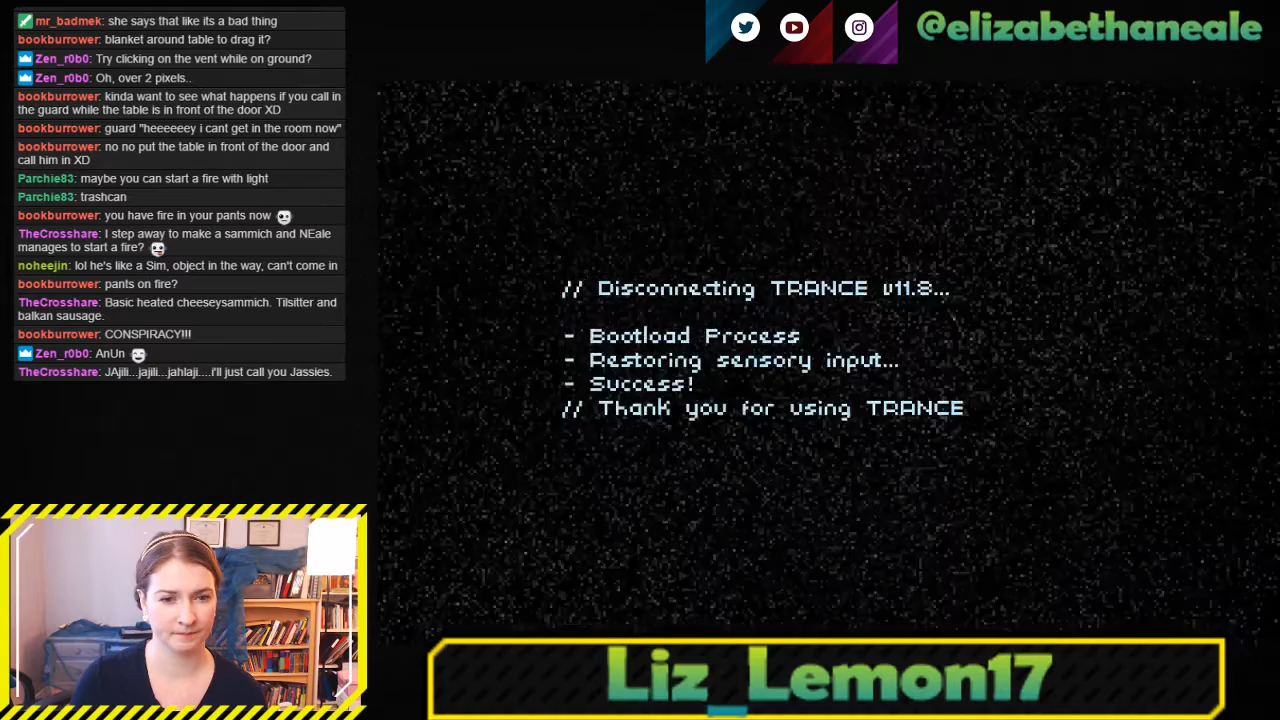 mr_badmek: she says that like its a bad thing
bookburrower: blanket around table to drag it?
Zen_r0b0: Try clicking on the vent while on ground?
Zen_r0b0: Oh, over 2 pixels..
bookburrower: kinda want to see what happens if you call in
the guard while the table is in front of the door XD
bookburrower: guard "heeeeeey i cant get in the room now"
bookburrower: no no put the table in front of the door and
call him in XD
Parchie83: maybe you can start a fire with light
Parchie83: trashcan
bookburrower: you have fire in your pants now
TheCrosshare: I step away to make a sammich and NEale
manages to start a fire?
noheejin: lol he's like a Sim, object in the way, can't come in
bookburrower: pants on fire?
TheCrosshare: Basic heated cheeseysammich. Tilsitter and
balkan sausage.
bookburrower: CONSPIRACY!!!
Zen_r0b0: AnUn
TheCrosshare: JAjili...jajili...jahlaji....i'll just call you Jassies.
@elizabethaneale
// Disconnecting TRANCE v11.8...
- Bootload Process
- Restoring sensory input...
- Success!
// Thank you for using TRANCE
Liz_Lemon17